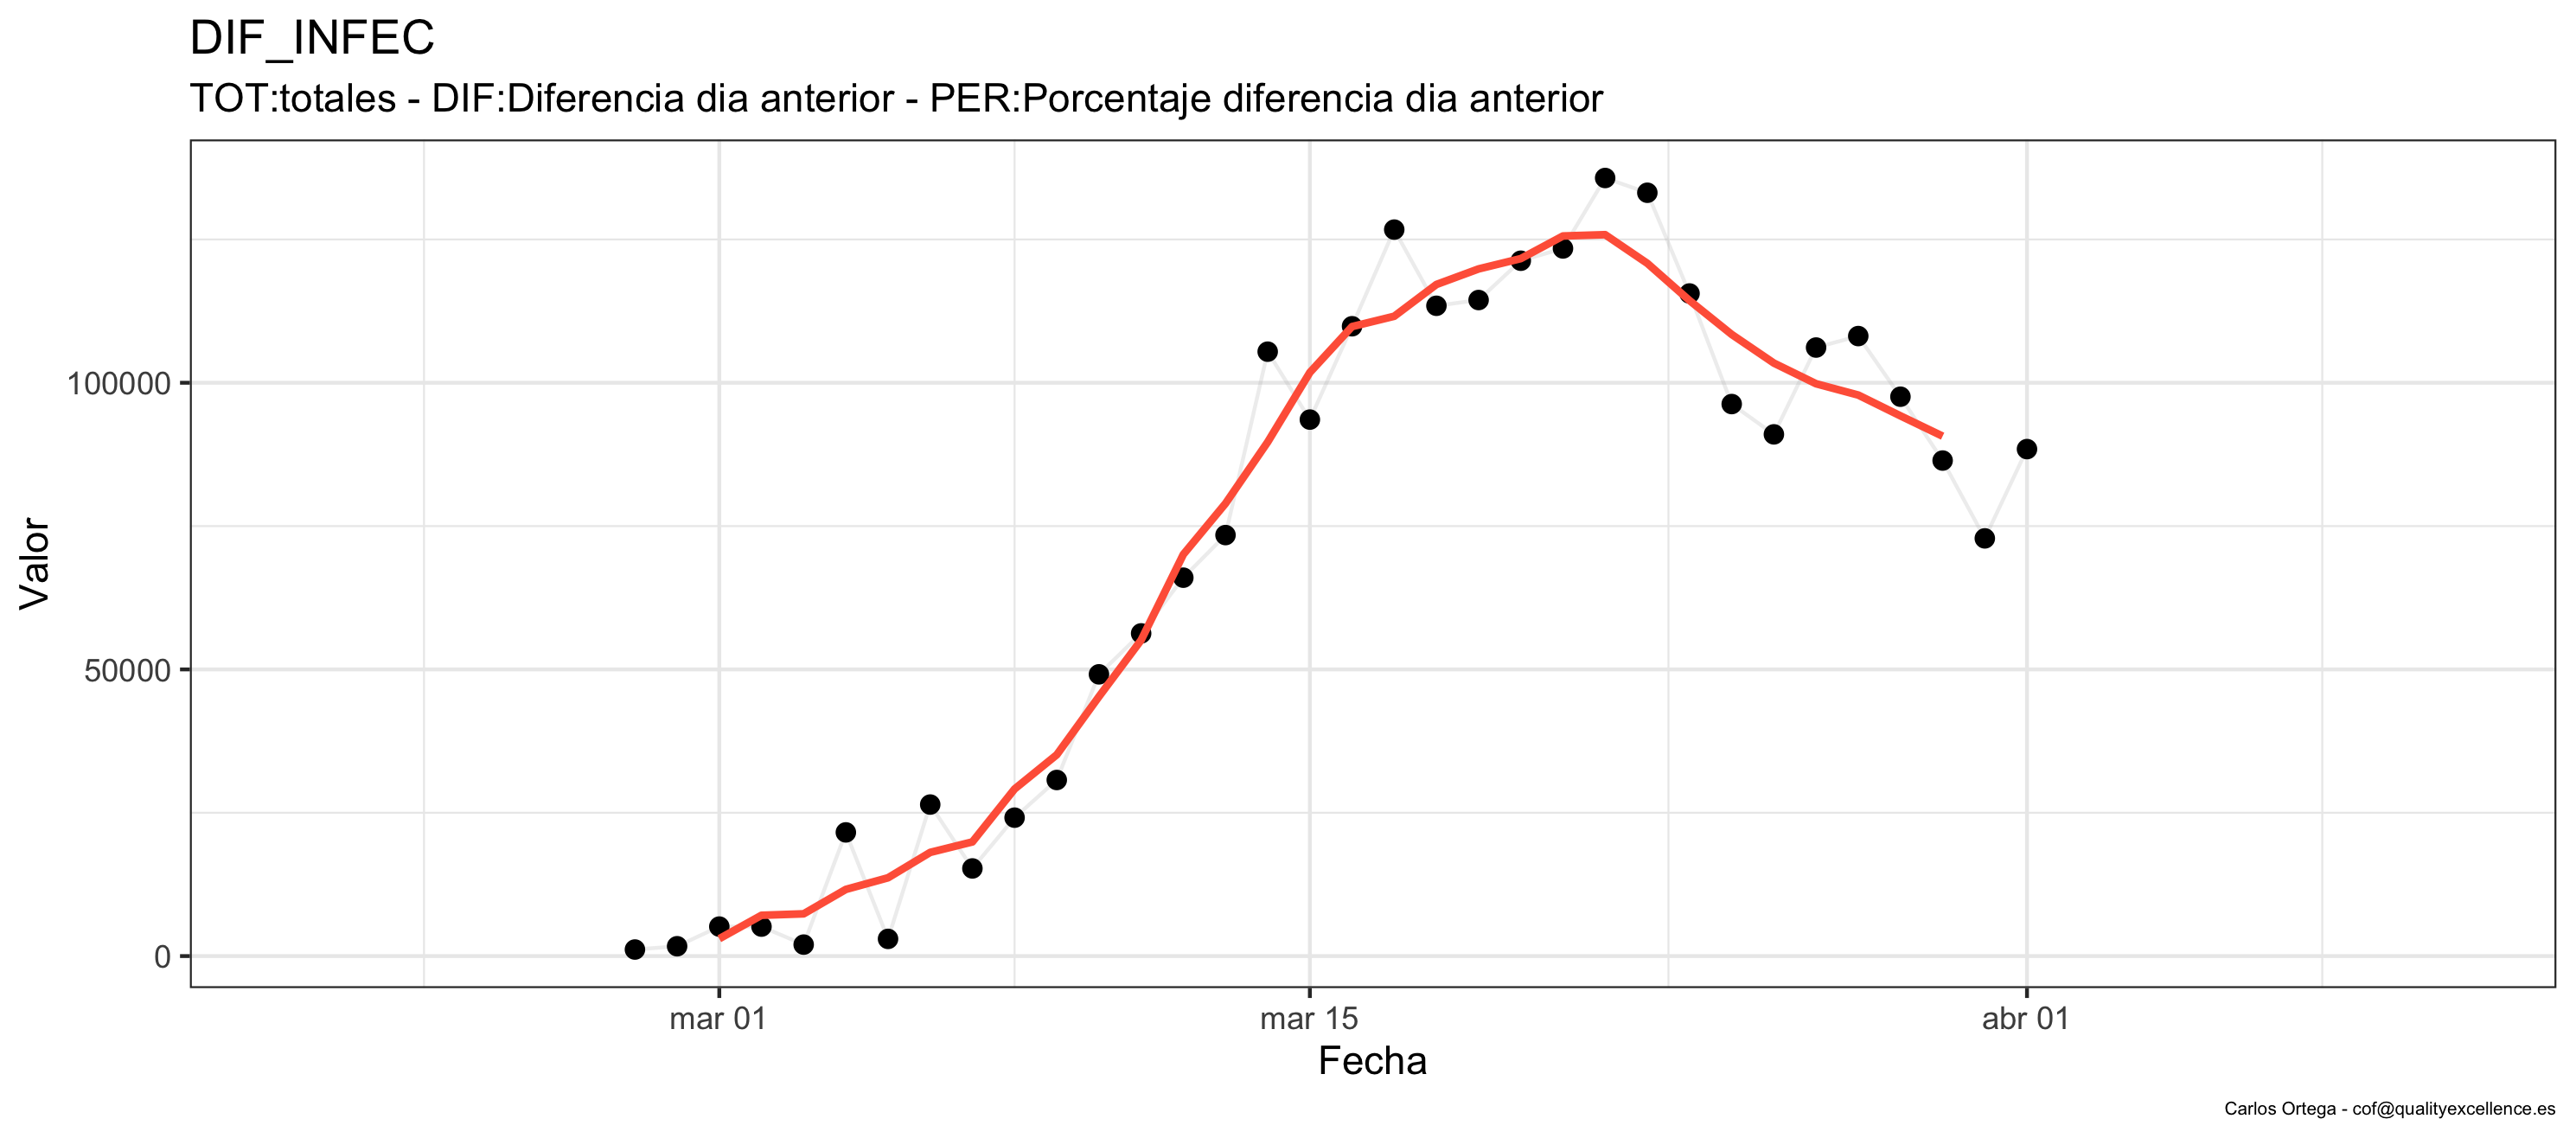 DIF_INFEC
TOT:totales - DIF:Diferencia dia anterior - PER:Porcentaje diferencia dia anterior
Valor
100000
50000
0
mar 01
mar 15
abr 01
Fecha
Carlos Ortega - cof@qualityexcellence.es